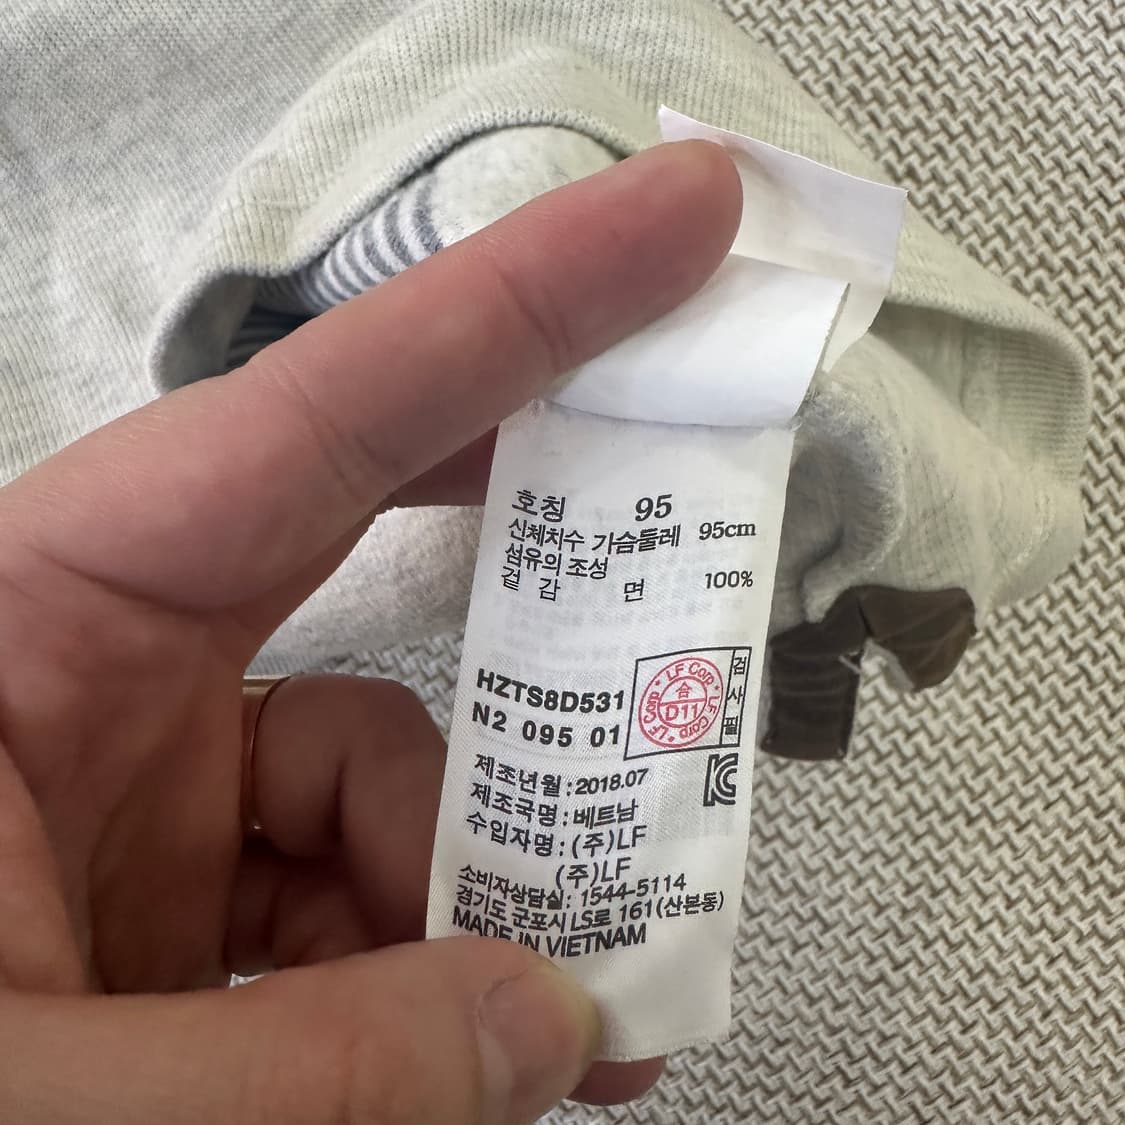 호칭 95
신체치수 가슴둘레 95cm
섬유의 조성
겉 감 면 100%
HZTS8D531
N2 095 01
LF Corp LF Corp LF Corp
合
D11
검사필
제조년월 : 2018.07
제조국명 : 베트남
수입자명 : (주)LF
(주)LF
소비자상담실: 1544-5114
경기도 군포시 LS로 161(산본동)
MADE IN VIETNAM